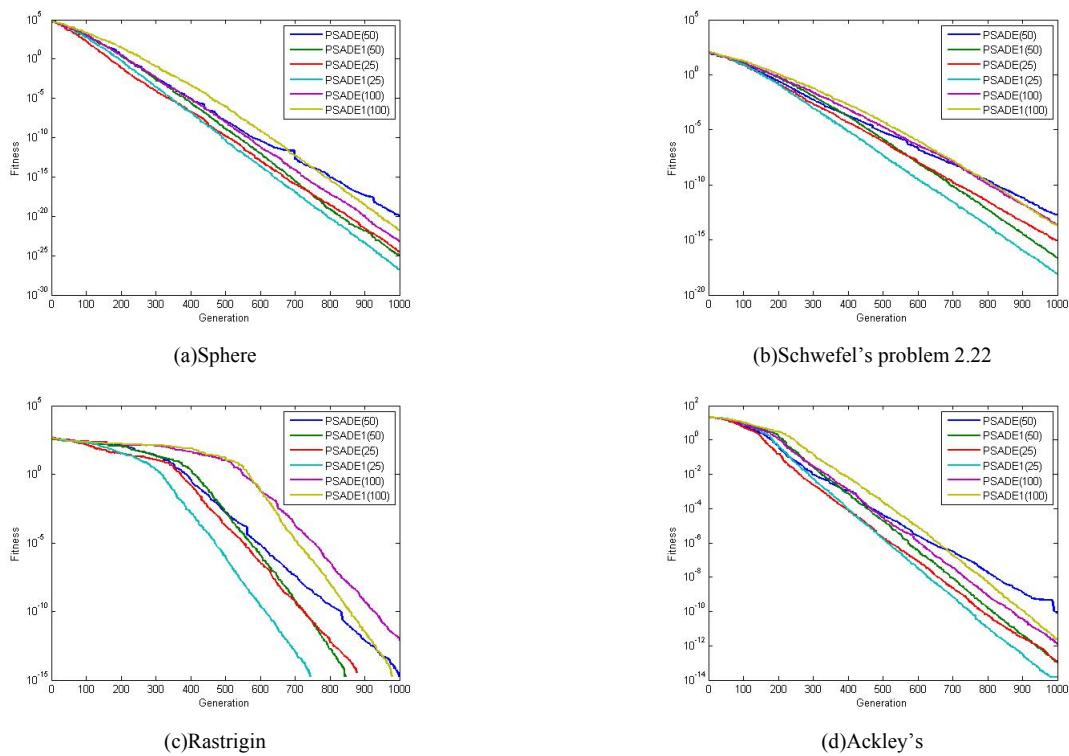 PSADE(50)
PSADE1(50)
PSADE(25)
PSADE1(25)
PSADE(100)
PSADE1(100)
Fitness
10^5
10^0
10^-5
10^-10
10^-15
10^-20
10^-25
10^-30
0 100 200 300 400 500 600 700 800 900 1000
Generation
(a)Sphere
PSADE(50)
PSADE1(50)
PSADE(25)
PSADE1(25)
PSADE(100)
PSADE1(100)
Fitness
10^5
10^0
10^-5
10^-10
10^-15
10^-20
0 100 200 300 400 500 600 700 800 900 1000
Generation
(b)Schwefel’s problem 2.22
PSADE(50)
PSADE1(50)
PSADE(25)
PSADE1(25)
PSADE(100)
PSADE1(100)
Fitness
10^5
10^0
10^-5
10^-10
10^-15
0 100 200 300 400 500 600 700 800 900 1000
Generation
(c)Rastrigin
PSADE(50)
PSADE1(50)
PSADE(25)
PSADE1(25)
PSADE(100)
PSADE1(100)
Fitness
10^2
10^0
10^-2
10^-4
10^-6
10^-8
10^-10
10^-12
10^-14
0 100 200 300 400 500 600 700 800 900 1000
Generation
(d)Ackley’s